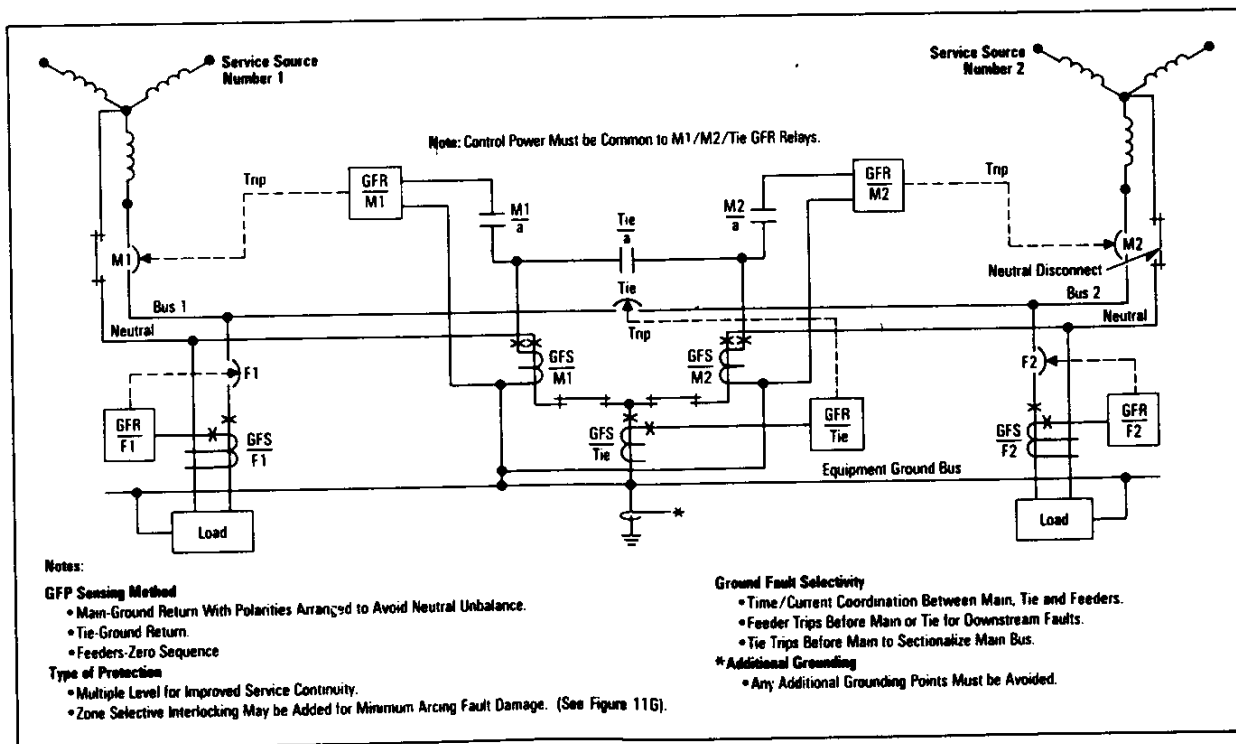 Service Source
Number 1
Service Source
Number 2
Note: Control Power Must be Common to M1/M2/Tie GFR Relays.
Trip
GFR
M1
M1
a
Tie
a
M2
a
GFR
M2
Trip
M1
M2
Neutral Disconnect
Bus 1
Tie
Bus 2
Neutral
Trip
Neutral
F1
GFS
M1
GFS
M2
F2
GFR
F1
GFS
F1
GFS
Tie
GFR
Tie
GFS
F2
GFR
F2
Equipment Ground Bus
Load
*
Load
Notes:
GFP Sensing Method
•Main-Ground Return With Polarities Arranged to Avoid Neutral Unbalance.
•Tie-Ground Return.
•Feeders-Zero Sequence
Type of Protection
•Multiple Level for Improved Service Continuity.
•Zone Selective Interlocking May be Added for Minimum Arcing Fault Damage. (See Figure 11G).
Ground Fault Selectivity
•Time/Current Coordination Between Main, Tie and Feeders.
•Feeder Trips Before Main or Tie for Downstream Faults.
•Tie Trips Before Main to Sectionalize Main Bus.
*Additional Grounding
•Any Additional Grounding Points Must be Avoided.